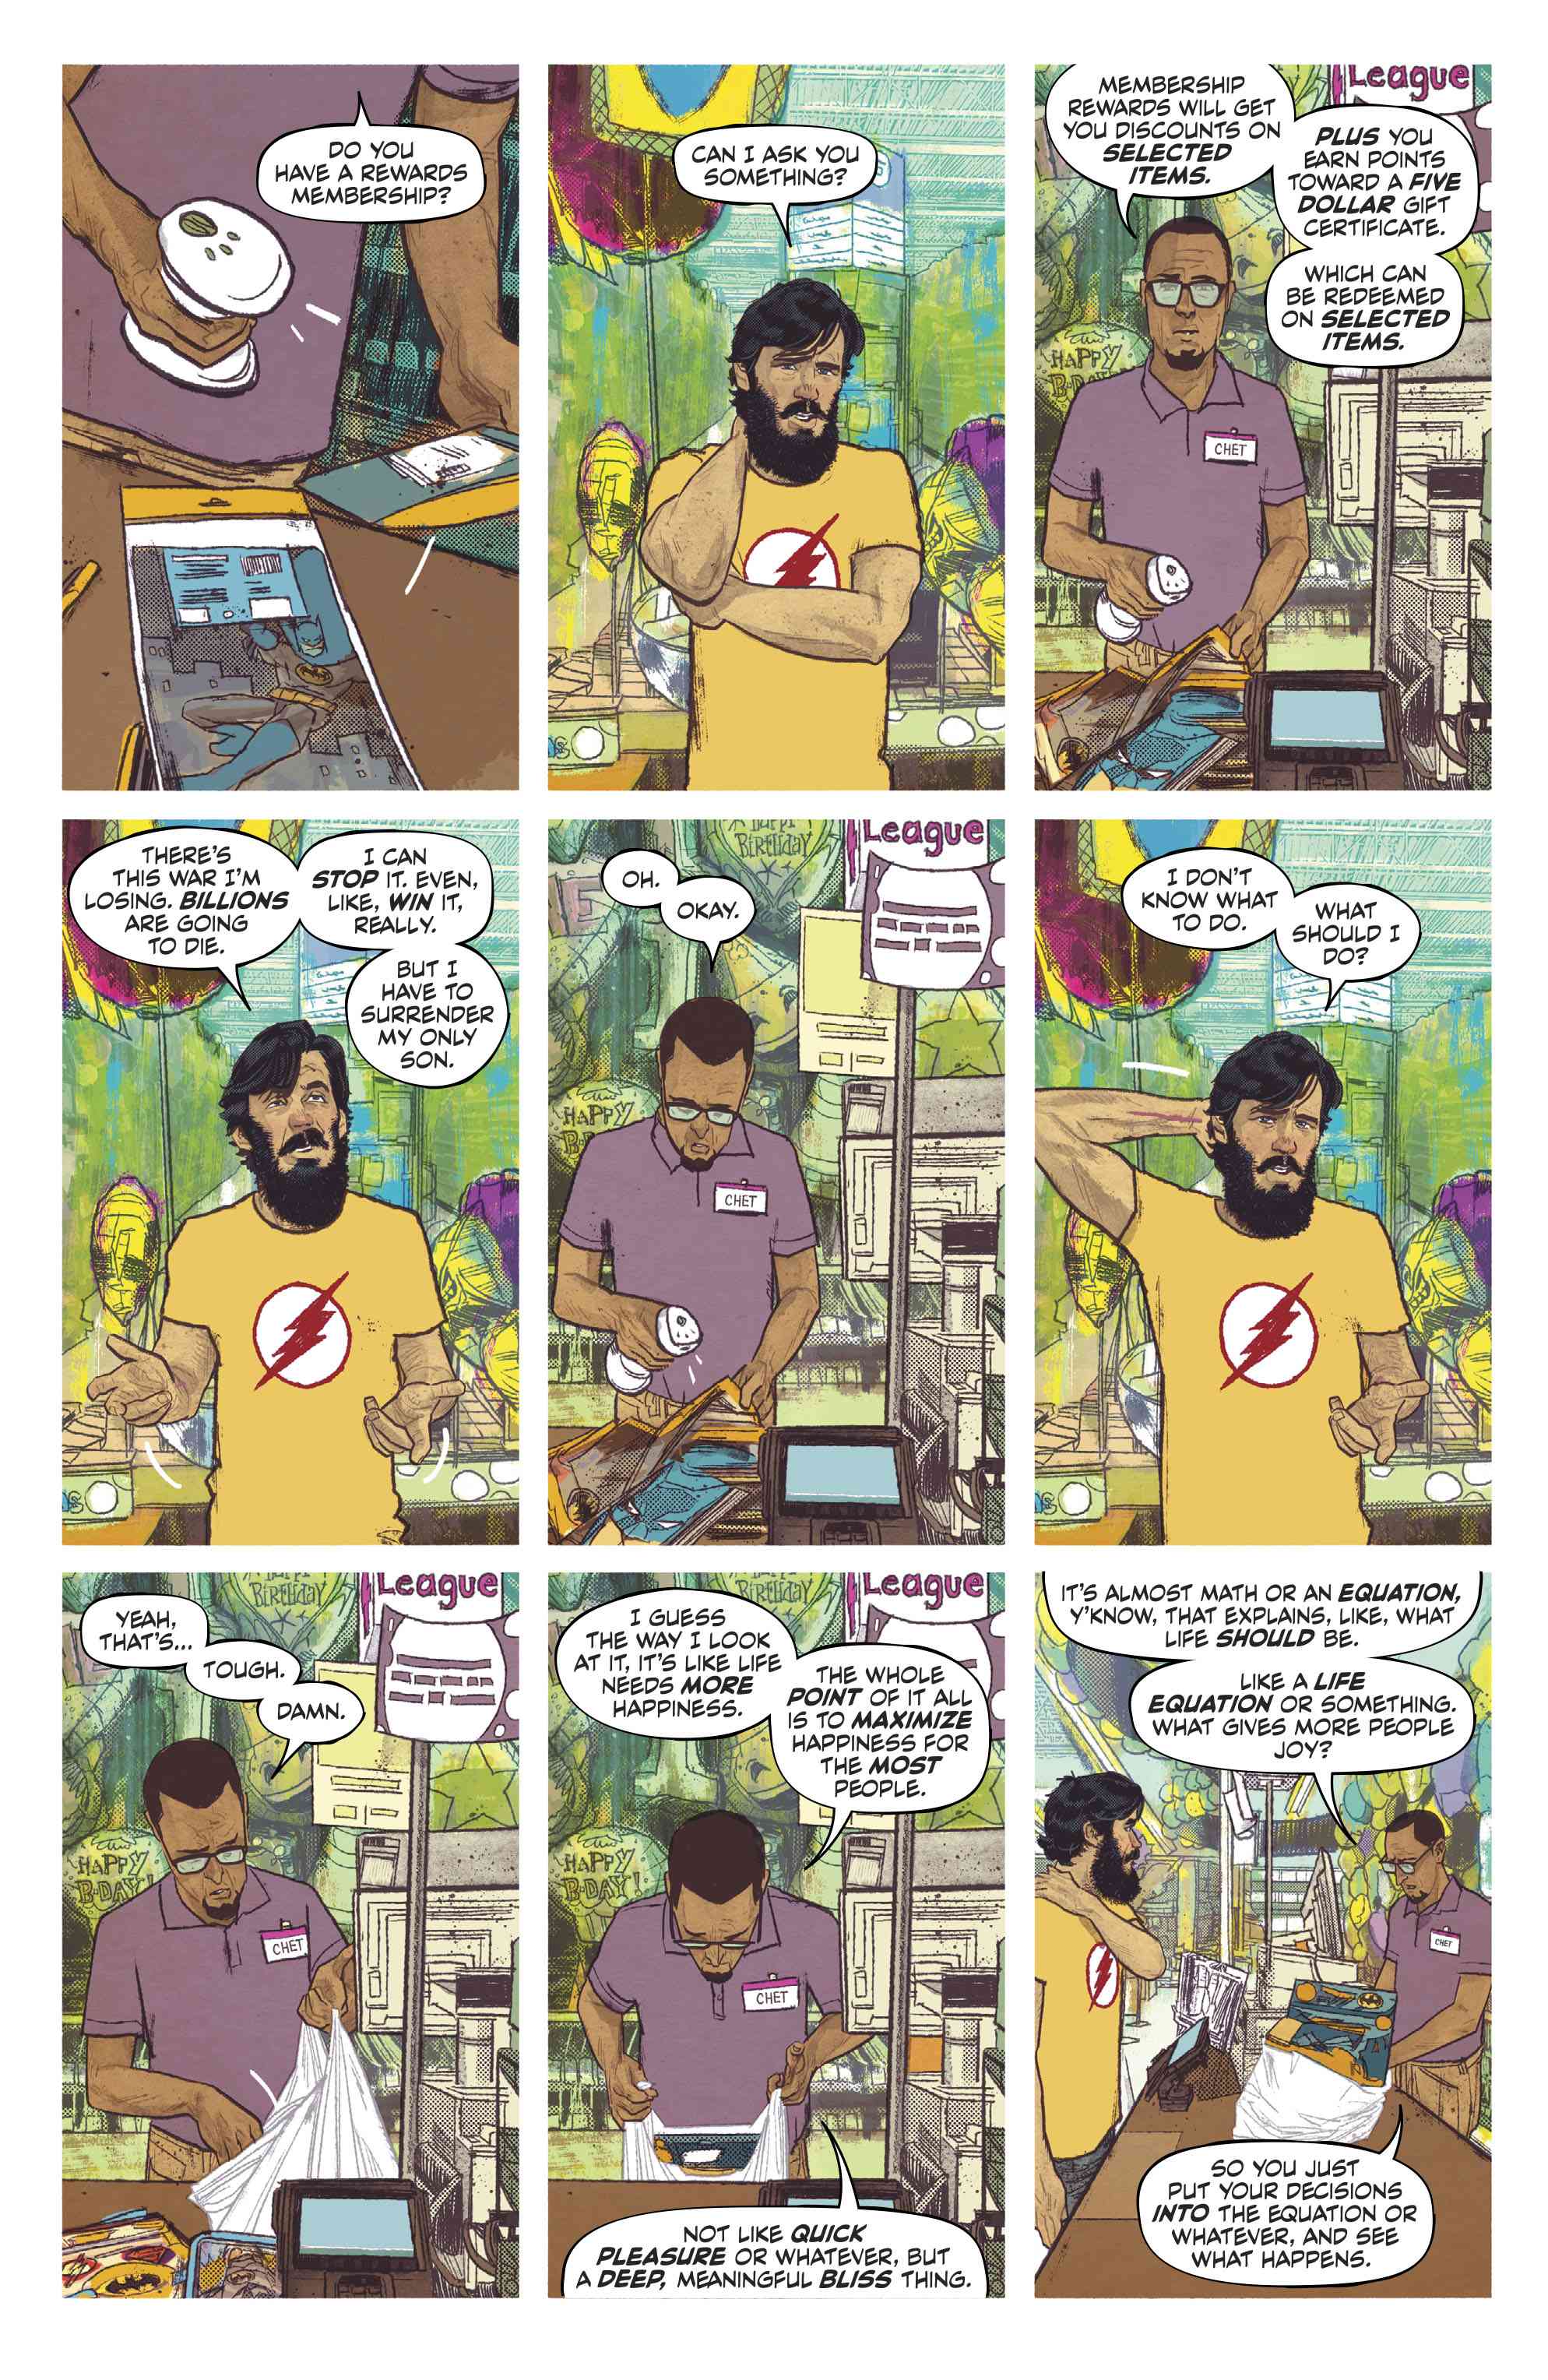 DO YOU
HAVE A REWARDS
MEMBERSHIP?
CAN I ASK YOU
SOMETHING?
League
MEMBERSHIP
REWARDS WILL GET
YOU DISCOUNTS ON
SELECTED
ITEMS.
PLUS YOU
EARN POINTS
TOWARD A FIVE
DOLLAR GIFT
CERTIFICATE.
WHICH CAN
BE REDEEMED
ON SELECTED
ITEMS.
HAPPY
CHET
THERE'S
THIS WAR I'M
LOSING. BILLIONS
ARE GOING
TO DIE.
I CAN
STOP IT. EVEN,
LIKE, WIN IT,
REALLY.
BUT I
HAVE TO
SURRENDER
MY ONLY
SON.
BIRTHDAY
League
OH.
OKAY.
HAPPY
CHET
I DON'T
KNOW WHAT
TO DO.
WHAT
SHOULD I
DO?
BIRTHDAY
League
YEAH,
THAT'S...
TOUGH.
DAMN.
HAPPY
B-DAY!
CHET
BIRTHDAY
League
I GUESS
THE WAY I LOOK
AT IT, IT'S LIKE LIFE
NEEDS MORE
HAPPINESS.
THE WHOLE
POINT OF IT ALL
IS TO MAXIMIZE
HAPPINESS FOR
THE MOST
PEOPLE.
HAPPY
B-DAY!
CHET
NOT LIKE QUICK
PLEASURE OR WHATEVER, BUT
A DEEP, MEANINGFUL BLISS THING.
IT'S ALMOST MATH OR AN EQUATION,
Y'KNOW, THAT EXPLAINS, LIKE, WHAT
LIFE SHOULD BE.
LIKE A LIFE
EQUATION OR SOMETHING.
WHAT GIVES MORE PEOPLE
JOY?
CHET
SO YOU JUST
PUT YOUR DECISIONS
INTO THE EQUATION OR
WHATEVER, AND SEE
WHAT HAPPENS.